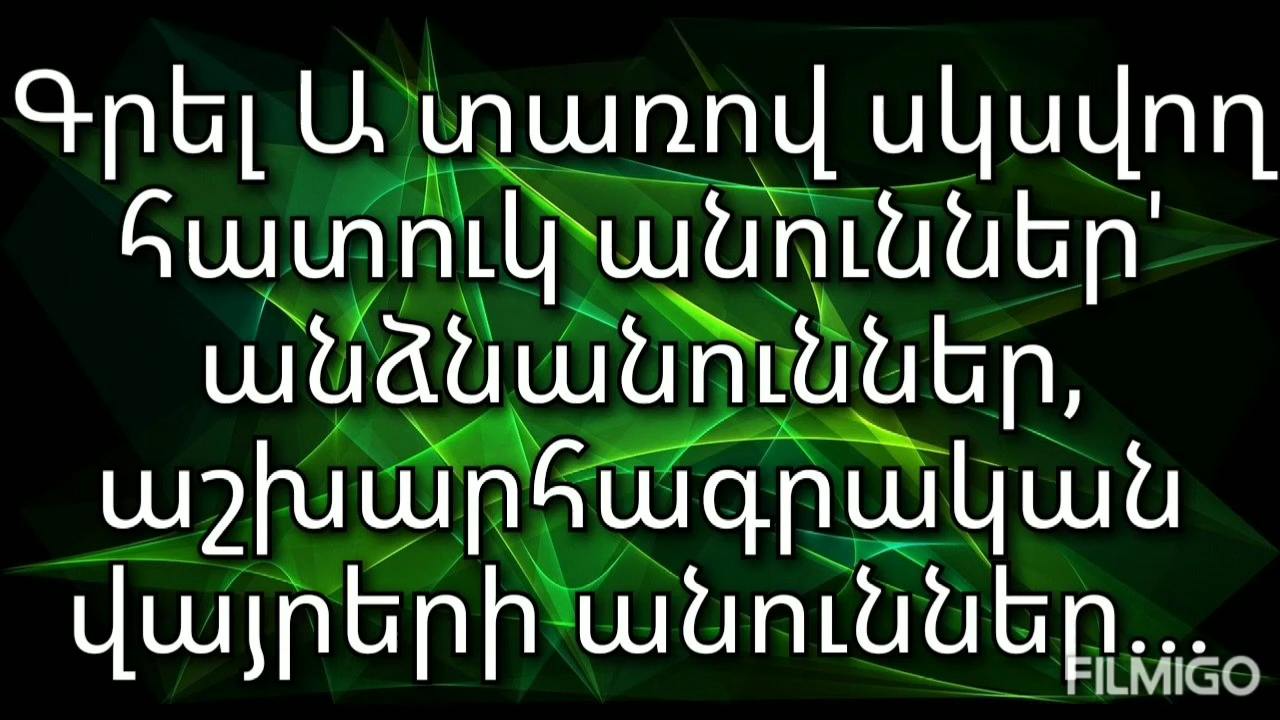 Գրել Ա տառով սկսվող
հատուկ անուններ'
անձնանուններ,
աշխարհագրական
վայրերի անուններ...
FILMIGO